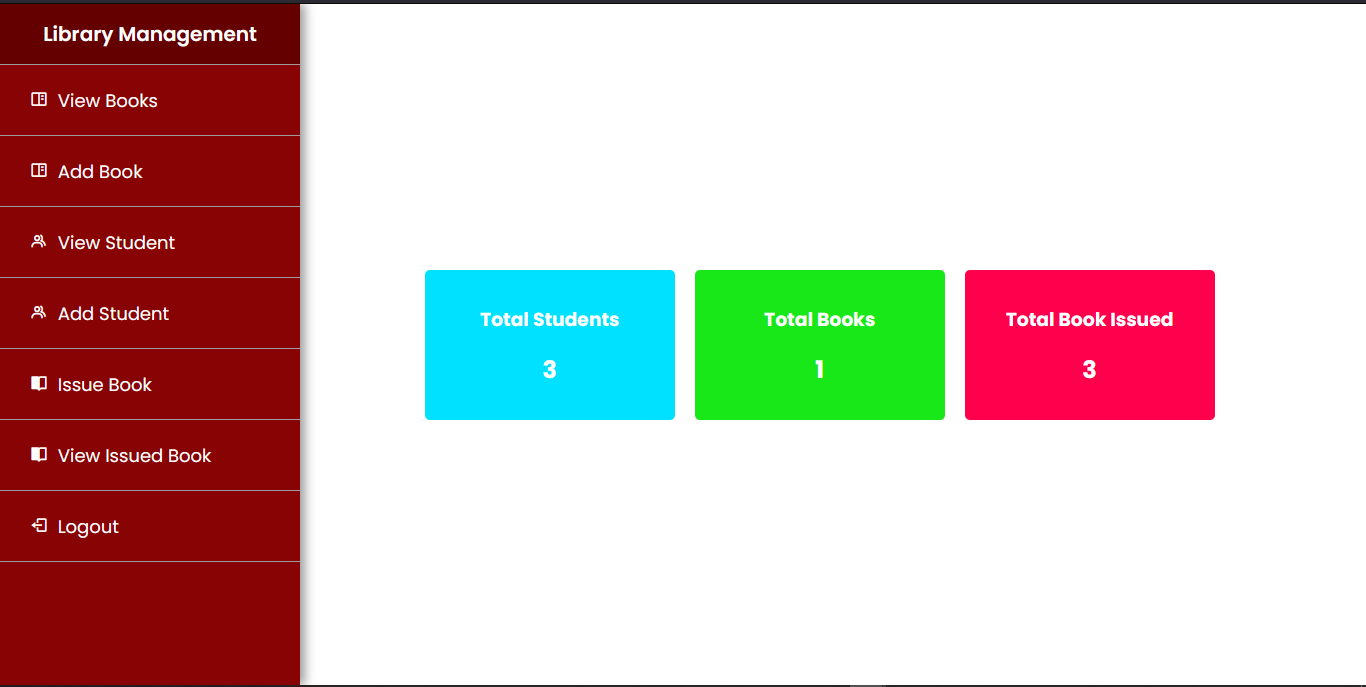 Library Management
View Books
Add Book
View Student
Add Student
Issue Book
View Issued Book
Logout
Total Students
3
Total Books
1
Total Book Issued
3